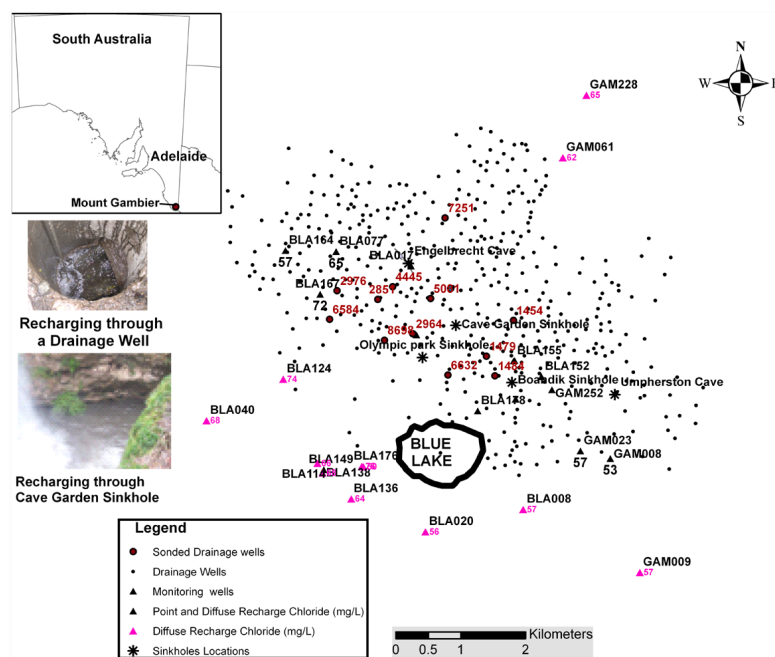 South Australia
Adelaide
Mount Gambier
N
W
E
S
GAM228
65
GAM061
62
7251
BLA164
57
BLA077
65
BLA017
Engelbrecht Cave
4445
2976
2851
BLA167
72
6584
5001
1454
Cave Garden Sinkhole
8698
2964
Olympic park Sinkhole
1479
BLA155
6632
1484
BLA152
Boandik Sinkhole
Umpherston Cave
GAM252
BLA124
74
BLA040
68
BLUE
LAKE
GAM023
57
GAM008
53
BLA149
BLA176
BLA138
BLA136
64
BLA020
56
BLA008
57
GAM009
57
Recharging through
a Drainage Well
Recharging through
Cave Garden Sinkhole
Legend
Sonded Drainage wells
Drainage Wells
Monitoring wells
Point and Diffuse Recharge Chloride (mg/L)
Diffuse Recharge Chloride (mg/L)
Sinkholes Locations
Kilometers
0 0.5 1 2